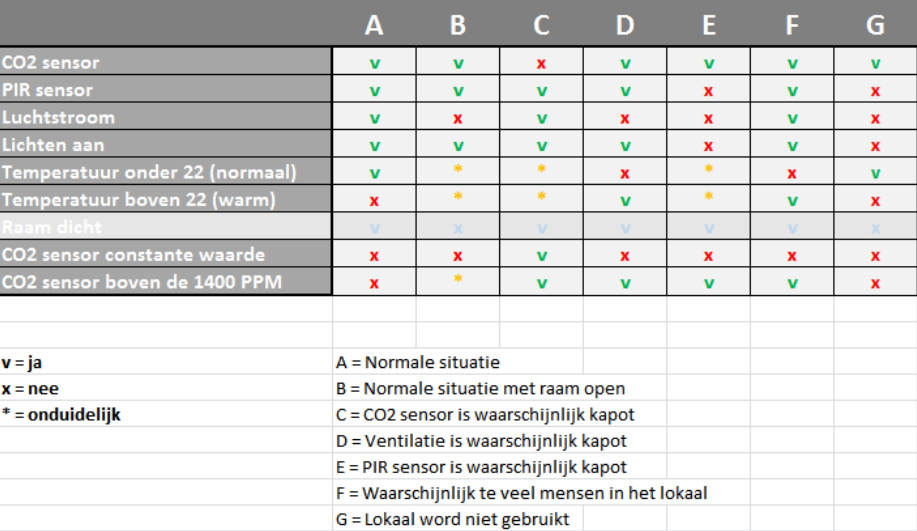 A B C D E F G
CO2 sensor v v x v v v v
PIR sensor v v v v x v x
Luchtstroom v x v x x v x
Lichten aan v v v v x v x
Temperatuur onder 22 (normaal) v * * x * x v
Temperatuur boven 22 (warm) x * * v * v x
Raam dicht v x v v v v x
CO2 sensor constante waarde x x v x x x x
CO2 sensor boven de 1400 PPM x * v v v v x
v = ja A = Normale situatie
x = nee B = Normale situatie met raam open
* = onduidelijk C = CO2 sensor is waarschijnlijk kapot
D = Ventilatie is waarschijnlijk kapot
E = PIR sensor is waarschijnlijk kapot
F = Waarschijnlijk te veel mensen in het lokaal
G = Lokaal word niet gebruikt